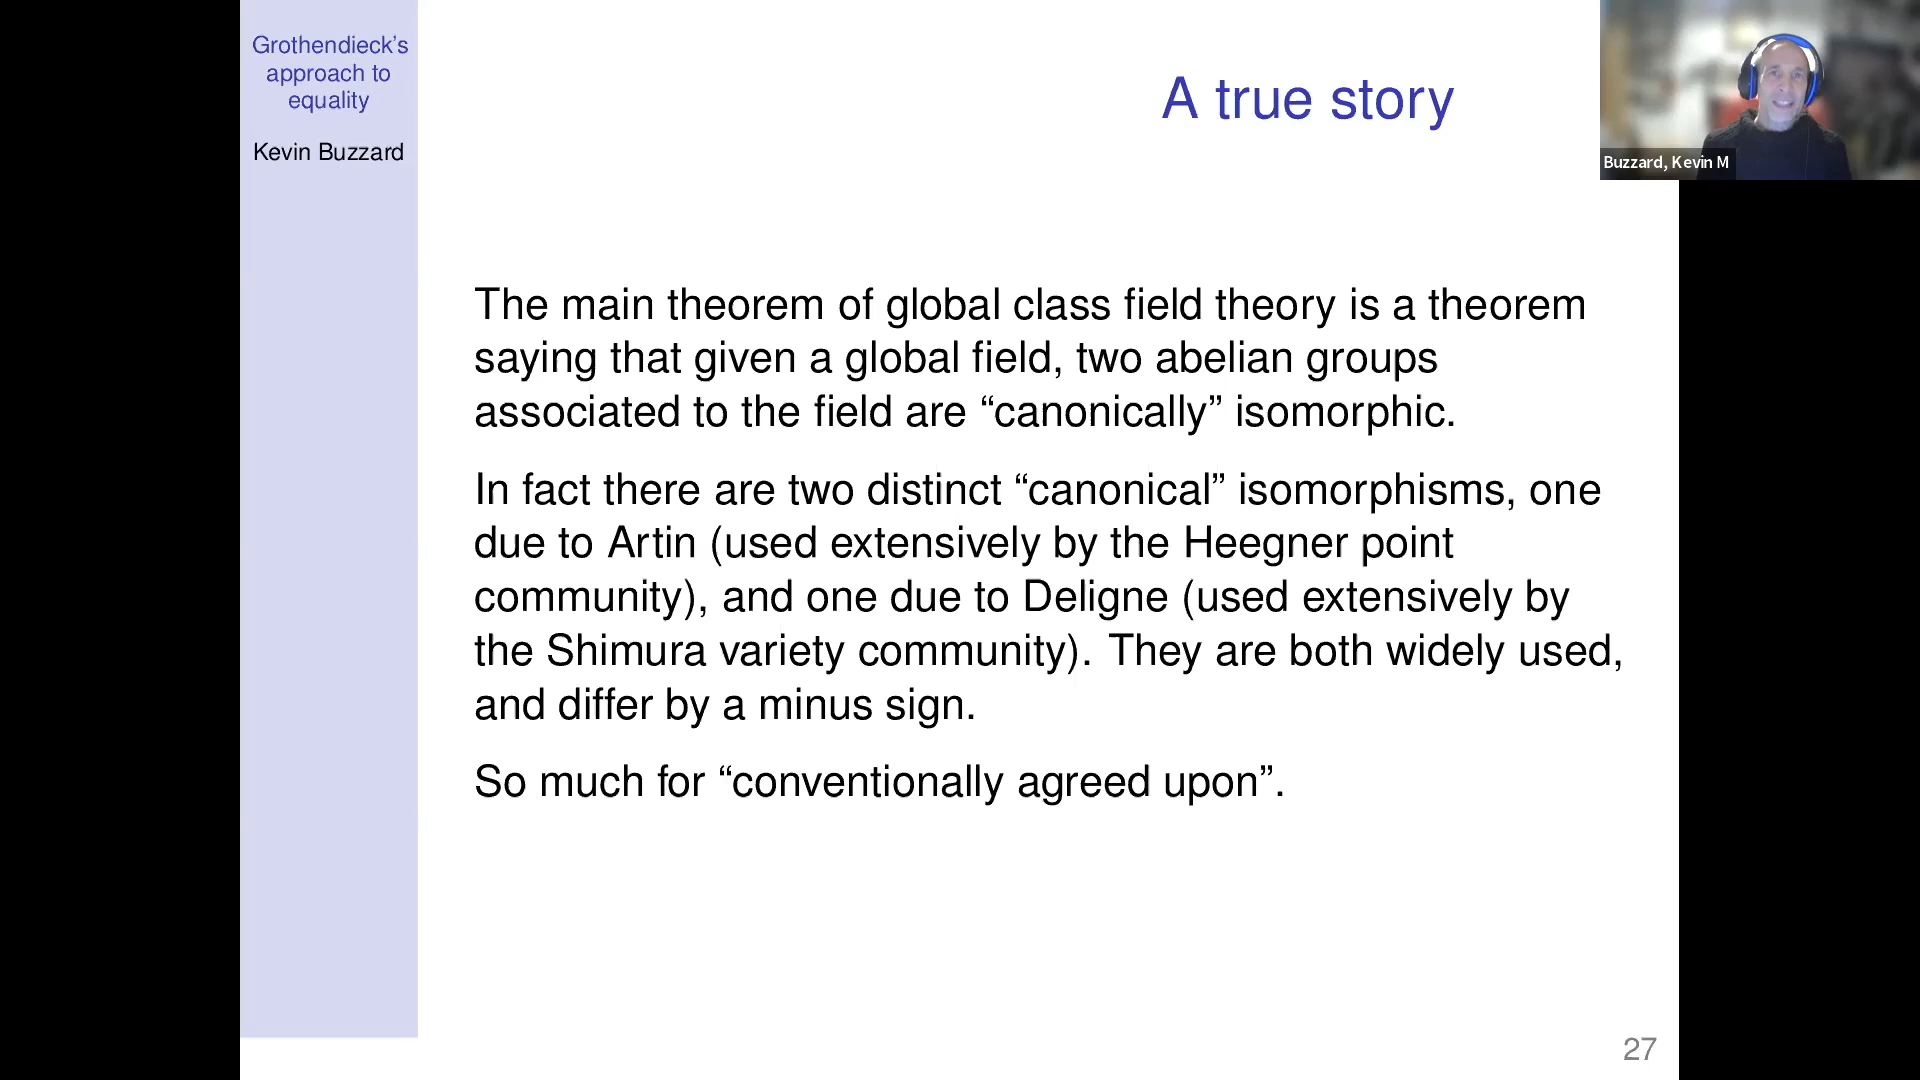 Grothendieck’s
approach to
equality
Kevin Buzzard
A true story
Buzzard, Kevin M
The main theorem of global class field theory is a theorem
saying that given a global field, two abelian groups
associated to the field are “canonically” isomorphic.
In fact there are two distinct “canonical” isomorphisms, one
due to Artin (used extensively by the Heegner point
community), and one due to Deligne (used extensively by
the Shimura variety community). They are both widely used,
and differ by a minus sign.
So much for “conventionally agreed upon”.
27